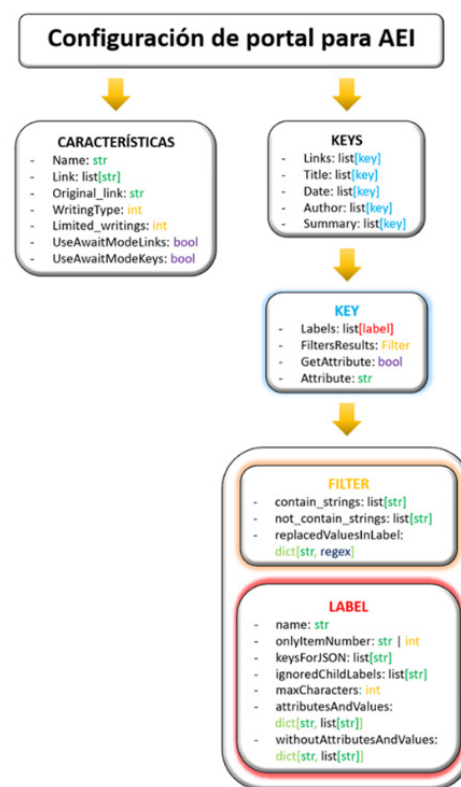 Configuración de portal para AEI
CARACTERÍSTICAS
- Name: str
- Link: list[str]
- Original_link: str
- WritingType: int
- Limited_writings: int
- UseAwaitModeLinks: bool
- UseAwaitModeKeys: bool
KEYS
- Links: list[key]
- Title: list[key]
- Date: list[key]
- Author: list[key]
- Summary: list[key]
KEY
- Labels: list[label]
- FiltersResults: Filter
- GetAttribute: bool
- Attribute: str
FILTER
- contain_strings: list[str]
- not_contain_strings: list[str]
- replacedValuesInLabel:
dict[str, regex]
LABEL
- name: str
- onlyItemNumber: str | int
- keysForJSON: list[str]
- ignoredChildLabels: list[str]
- maxCharacters: int
- attributesAndValues:
dict[str, list[str]]
- withoutAttributesAndValues:
dict[str, list[str]]